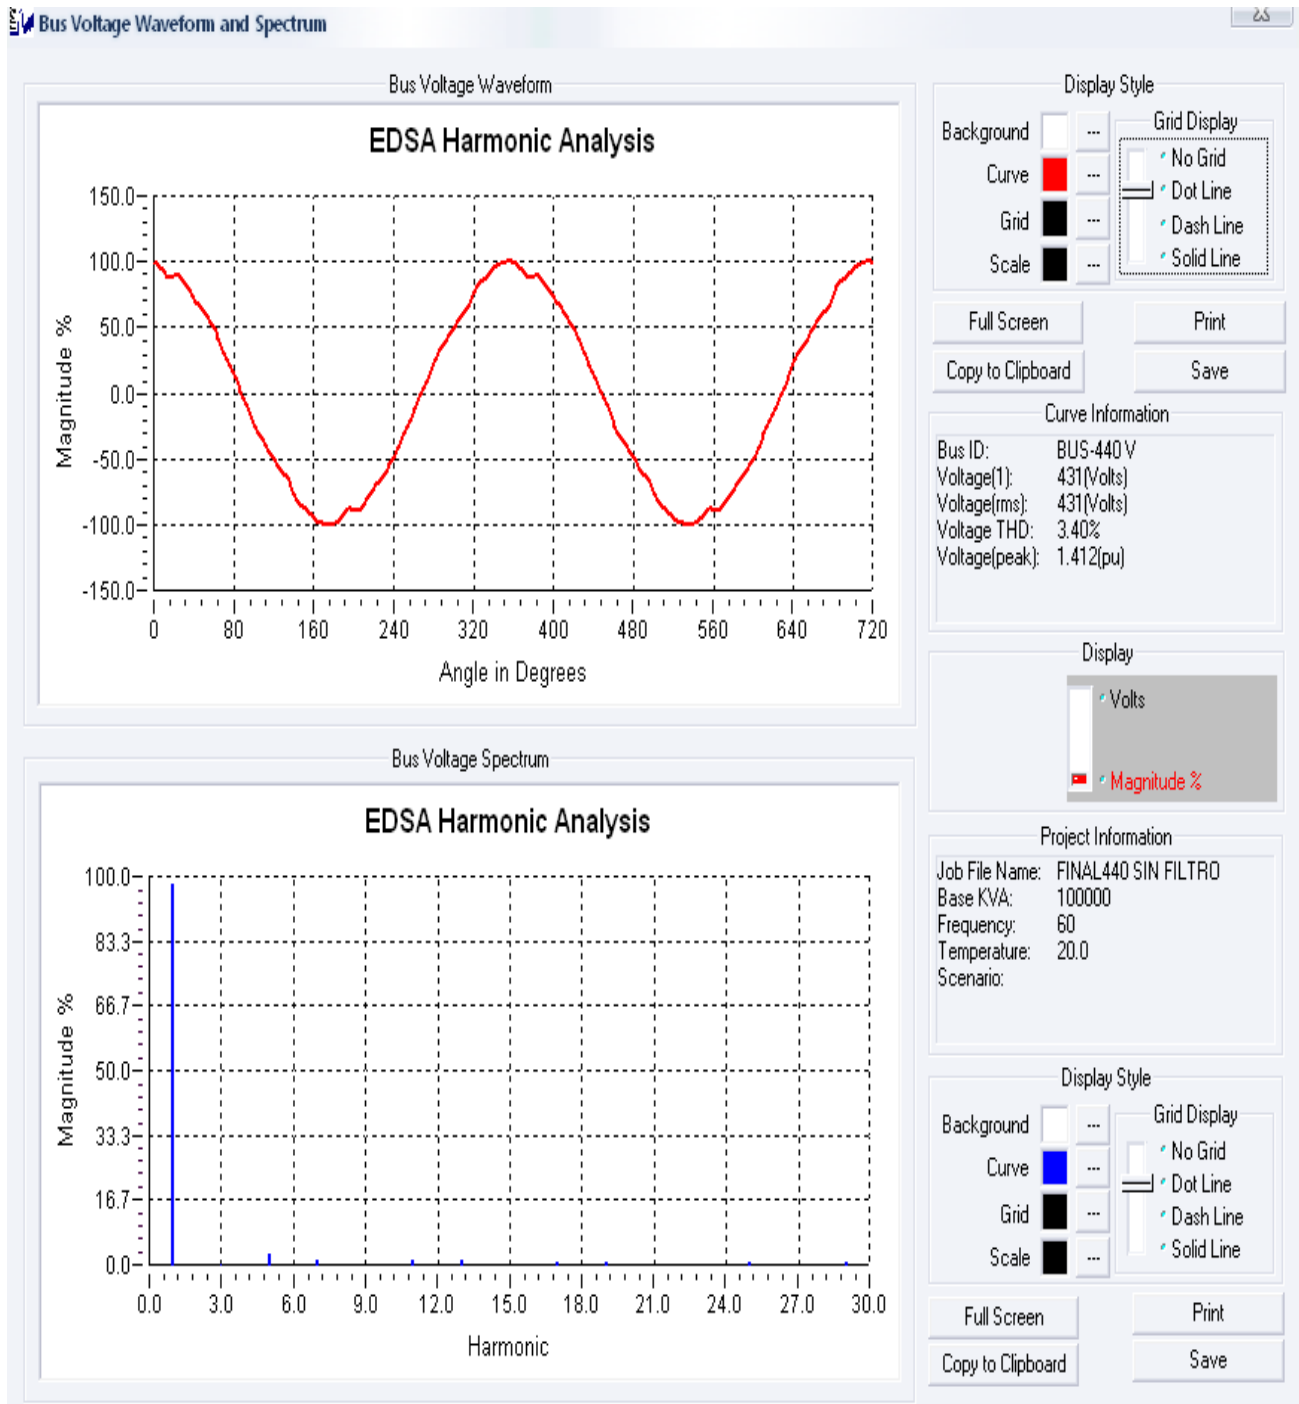 Bus Voltage Waveform and Spectrum
Bus Voltage Waveform
EDSA Harmonic Analysis
150.0
100.0
50.0
0.0
-50.0
-100.0
-150.0
Magnitude %
0 80 160 240 320 400 480 560 640 720
Angle in Degrees
Display Style
Background ---
Curve ---
Grid ---
Scale ---
Grid Display
No Grid
Dot Line
Dash Line
Solid Line
Full Screen Print
Copy to Clipboard Save
Curve Information
Bus ID: BUS-440 V
Voltage(1): 431(Volts)
Voltage(rms): 431(Volts)
Voltage THD: 3.40%
Voltage(peak): 1.412(pu)
Display
Volts
Magnitude %
Bus Voltage Spectrum
EDSA Harmonic Analysis
100.0
83.3
66.7
50.0
33.3
16.7
0.0
Magnitude %
0.0 3.0 6.0 9.0 12.0 15.0 18.0 21.0 24.0 27.0 30.0
Harmonic
Project Information
Job File Name: FINAL440 SIN FILTRO
Base KVA: 100000
Frequency: 60
Temperature: 20.0
Scenario:
Display Style
Background ---
Curve ---
Grid ---
Scale ---
Grid Display
No Grid
Dot Line
Dash Line
Solid Line
Full Screen Print
Copy to Clipboard Save